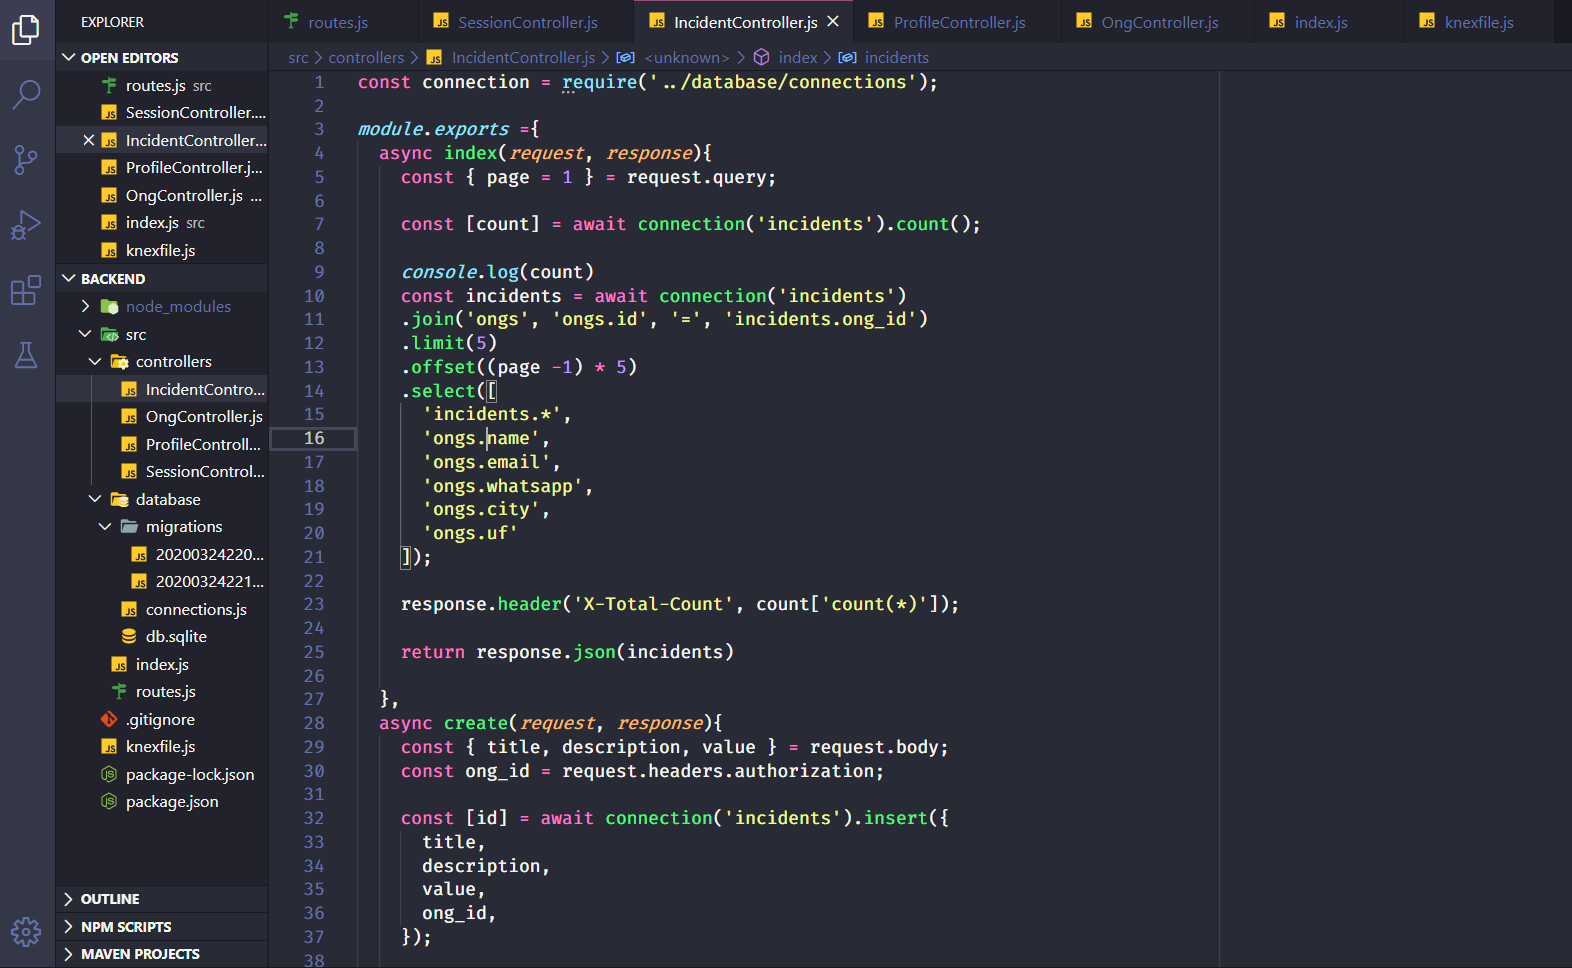 EXPLORER
OPEN EDITORS
routes.js src
SessionController....
IncidentController...
ProfileController.j...
OngController.js ...
index.js src
knexfile.js
BACKEND
node_modules
src
controllers
IncidentContro...
OngController.js
ProfileControll...
SessionControl...
database
migrations
20200324220...
20200324221...
connections.js
db.sqlite
index.js
routes.js
.gitignore
knexfile.js
package-lock.json
package.json
OUTLINE
NPM SCRIPTS
MAVEN PROJECTS
routes.js SessionController.js IncidentController.js ProfileController.js OngController.js index.js knexfile.js
src > controllers > IncidentController.js > <unknown> > index > incidents
1 const connection = require('../database/connections');
2
3 module.exports ={
4 async index(request, response){
5 const { page = 1 } = request.query;
6
7 const [count] = await connection('incidents').count();
8
9 console.log(count)
10 const incidents = await connection('incidents')
11 .join('ongs', 'ongs.id', '=', 'incidents.ong_id')
12 .limit(5)
13 .offset((page -1) * 5)
14 .select([
15 'incidents.*',
16 'ongs.name',
17 'ongs.email',
18 'ongs.whatsapp',
19 'ongs.city',
20 'ongs.uf'
21 ]);
22
23 response.header('X-Total-Count', count['count(*)']);
24
25 return response.json(incidents)
26
27 },
28 async create(request, response){
29 const { title, description, value } = request.body;
30 const ong_id = request.headers.authorization;
31
32 const [id] = await connection('incidents').insert({
33 title,
34 description,
35 value,
36 ong_id,
37 });
38